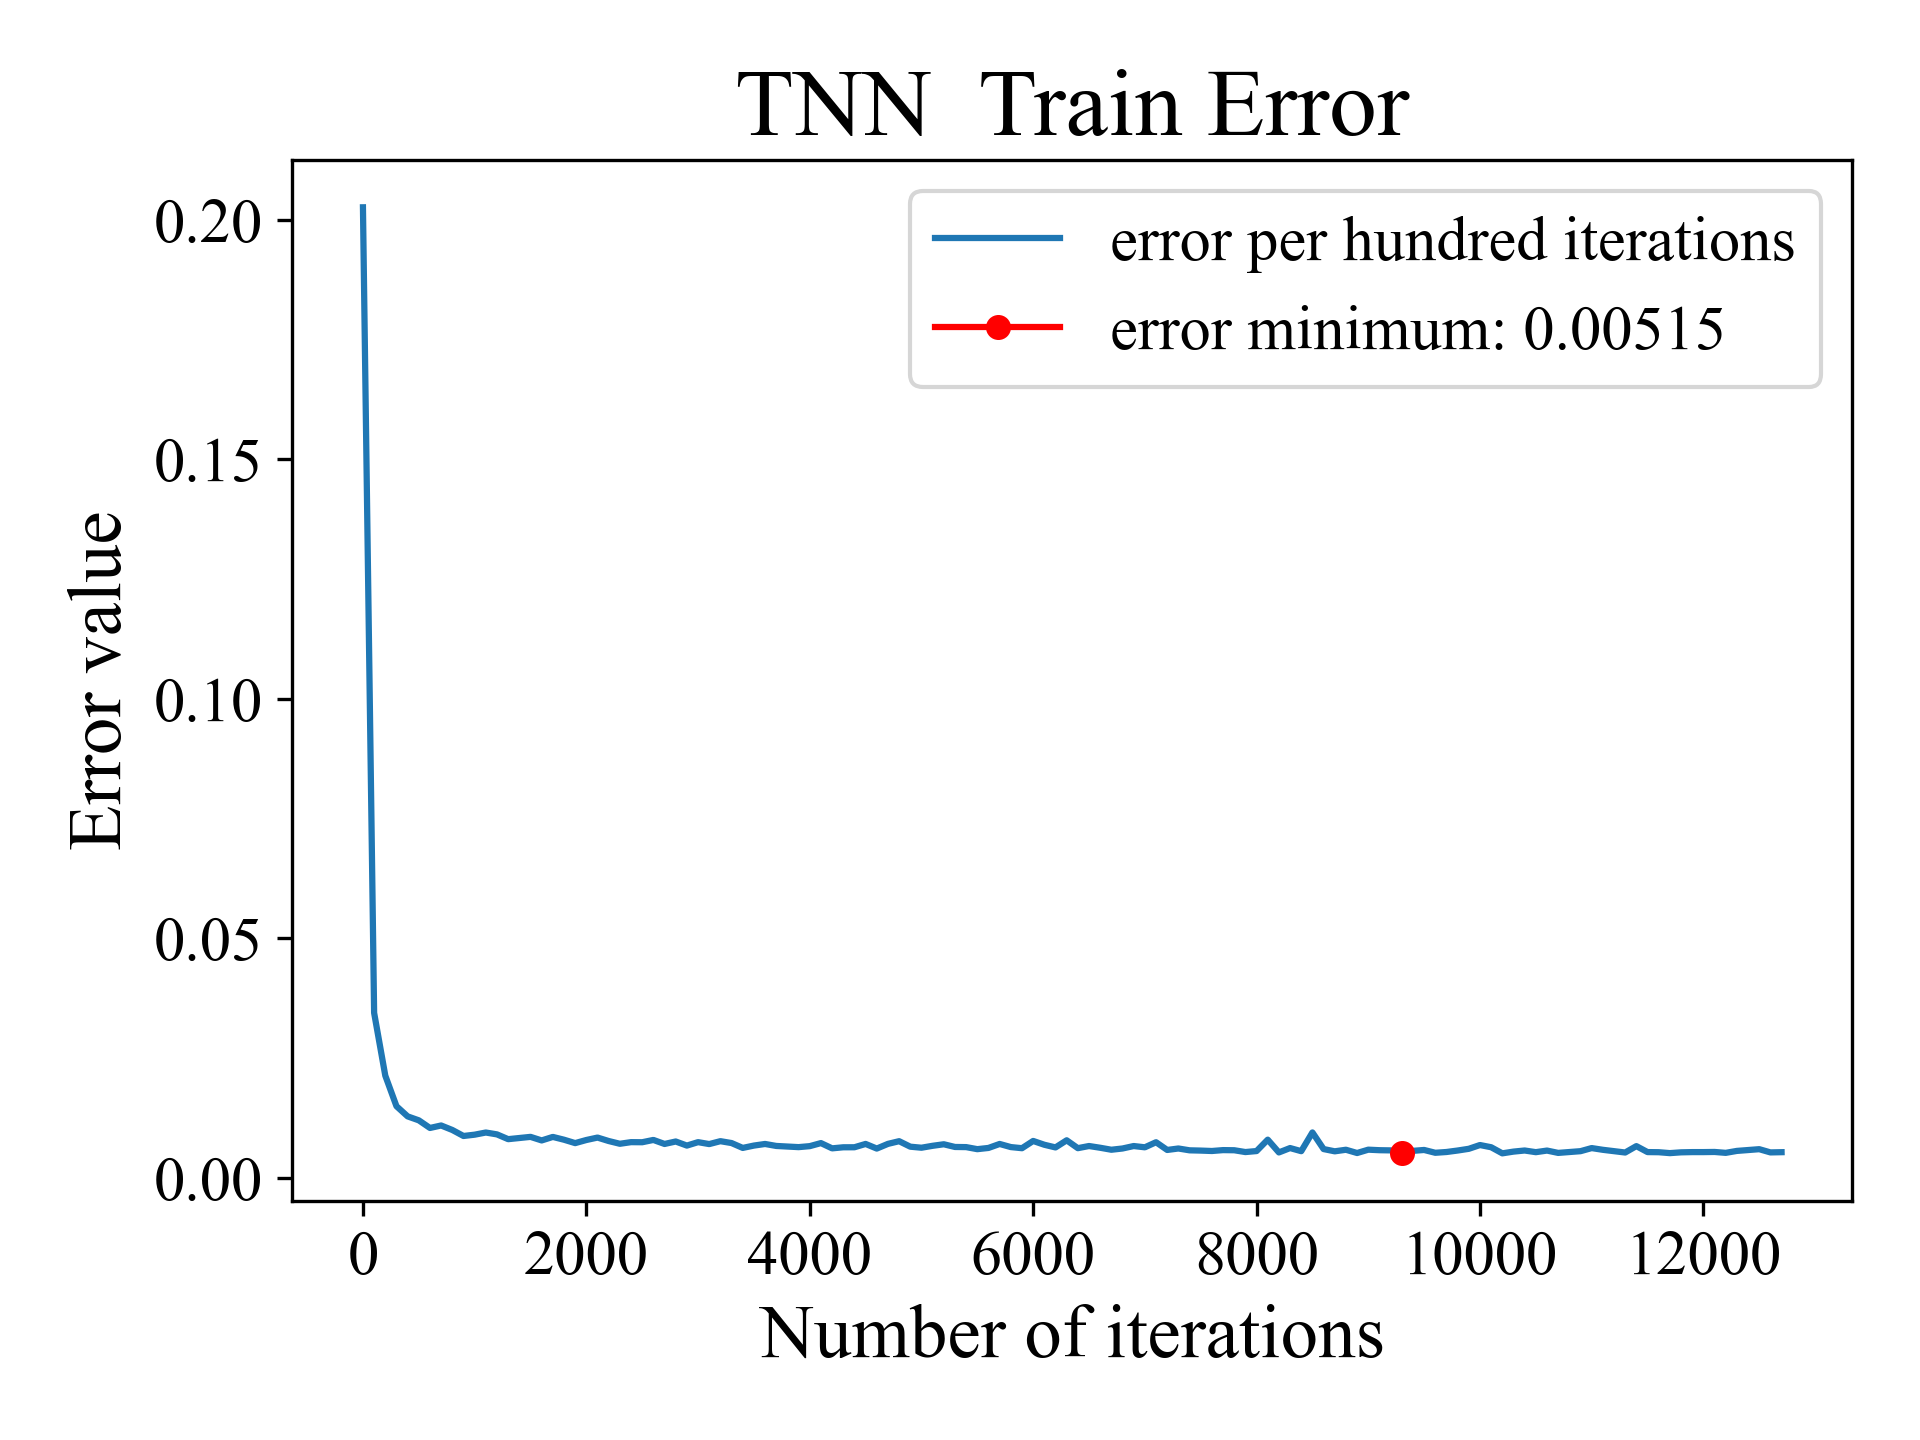 TNN  Train Error
error per hundred iterations
error minimum: 0.00515
Error value
0.20
0.15
0.10
0.05
0.00
0 2000 4000 6000 8000 10000 12000
Number of iterations